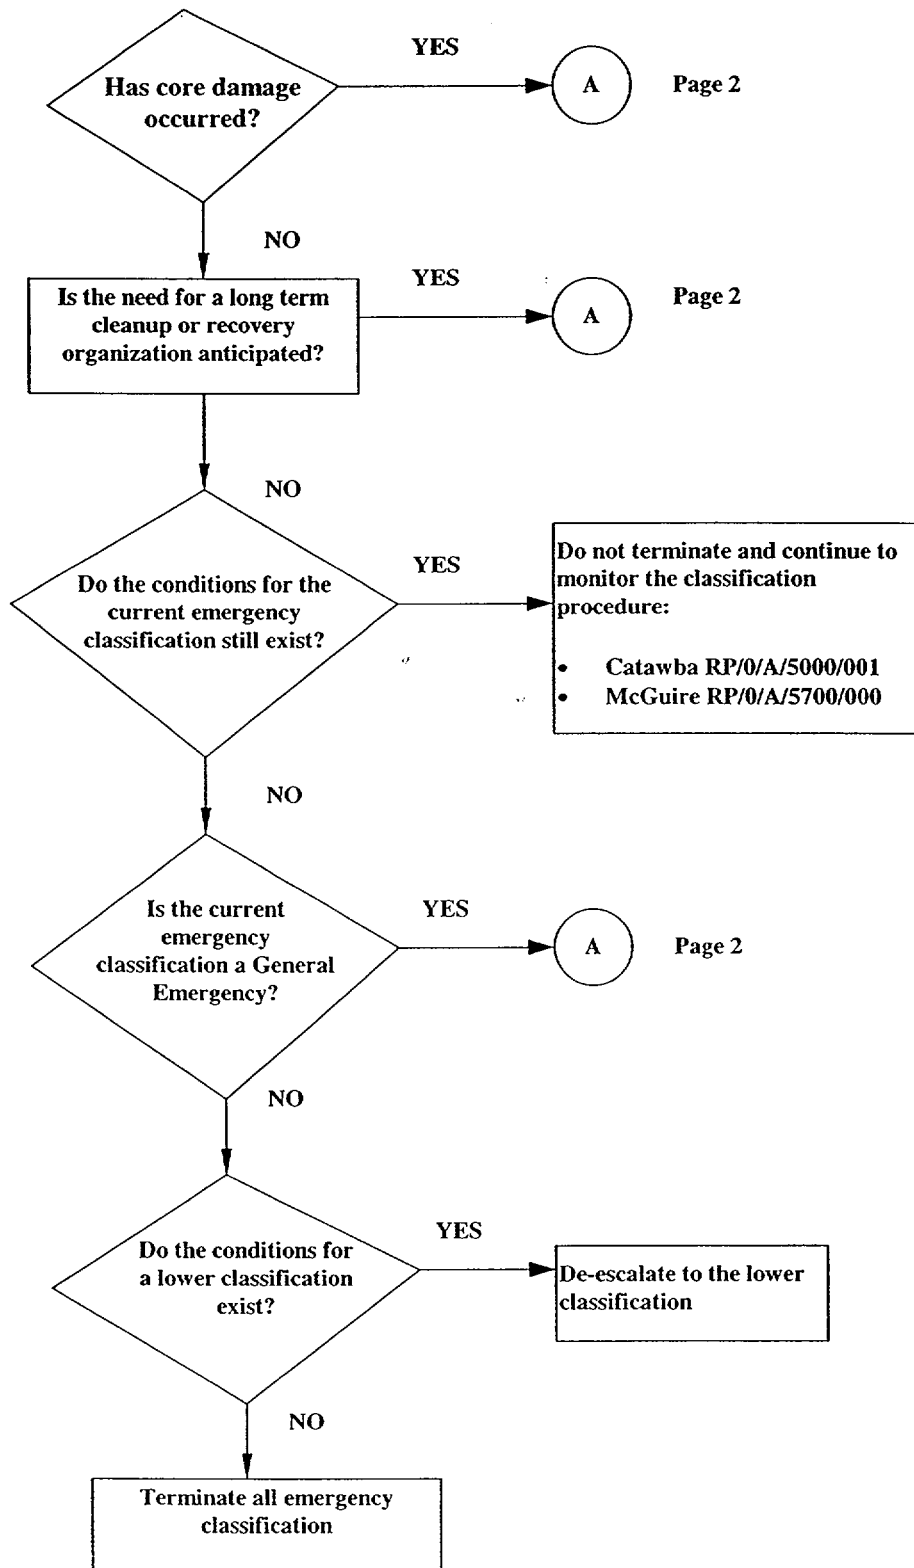 YES
Has core damage
occurred?
A
Page 2
NO
YES
Is the need for a long term
cleanup or recovery
organization anticipated?
A
Page 2
NO
YES
Do the conditions for the
current emergency
classification still exist?
Do not terminate and continue to
monitor the classification
procedure:
• Catawba RP/0/A/5000/001
• McGuire RP/0/A/5700/000
NO
YES
Is the current
emergency
classification a General
Emergency?
A
Page 2
NO
YES
Do the conditions for
a lower classification
exist?
De-escalate to the lower
classification
NO
Terminate all emergency
classification